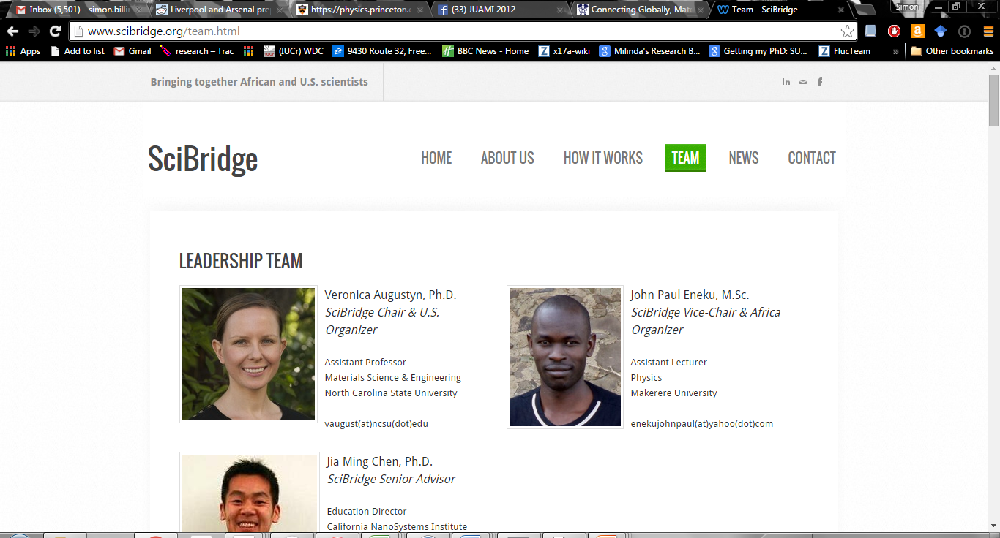 Inbox (5,501) - simon.billi
Liverpool and Arsenal pre
https://physics.princeton.e
(33) JUAMI 2012
Connecting Globally, Mat
Team - SciBridge
Simon
www.scibridge.org/team.html
Apps
Add to list
Gmail
research – Trac
(IUCr) WDC
9430 Route 32, Free...
BBC News - Home
x17a-wiki
Milinda's Research B...
Getting my PhD: SU...
FlucTeam
»
Other bookmarks
Bringing together African and U.S. scientists
SciBridge
HOME
ABOUT US
HOW IT WORKS
TEAM
NEWS
CONTACT
LEADERSHIP TEAM
Veronica Augustyn, Ph.D.
SciBridge Chair & U.S.
Organizer
Assistant Professor
Materials Science & Engineering
North Carolina State University
vaugust(at)ncsu(dot)edu
John Paul Eneku, M.Sc.
SciBridge Vice-Chair & Africa
Organizer
Assistant Lecturer
Physics
Makerere University
enekujohnpaul(at)yahoo(dot)com
Jia Ming Chen, Ph.D.
SciBridge Senior Advisor
Education Director
California NanoSystems Institute